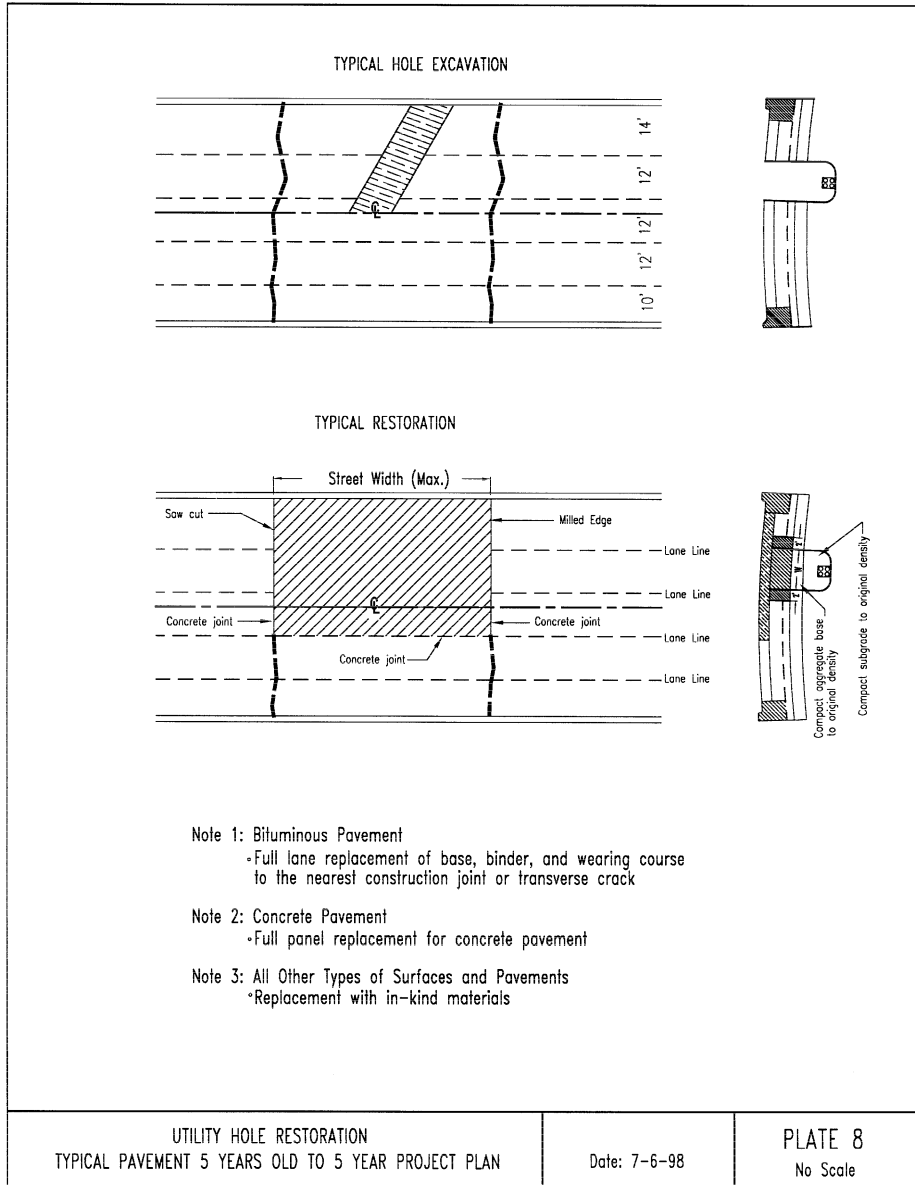 TYPICAL HOLE EXCAVATION
14'
12'
℄
12'
12'
10'
TYPICAL RESTORATION
Street Width (Max.)
Saw cut
Milled Edge
Lane Line
Lane Line
℄
Concrete joint
Concrete joint
Lane Line
Concrete joint
Lane Line
1'
W
1'
Compact aggregate base
to original density
Compact subgrade to original density
Note 1: Bituminous Pavement
◦Full lane replacement of base, binder, and wearing course
to the nearest construction joint or transverse crack
Note 2: Concrete Pavement
◦Full panel replacement for concrete pavement
Note 3: All Other Types of Surfaces and Pavements
◦Replacement with in-kind materials
UTILITY HOLE RESTORATION
TYPICAL PAVEMENT 5 YEARS OLD TO 5 YEAR PROJECT PLAN
Date: 7-6-98
PLATE 8
No Scale